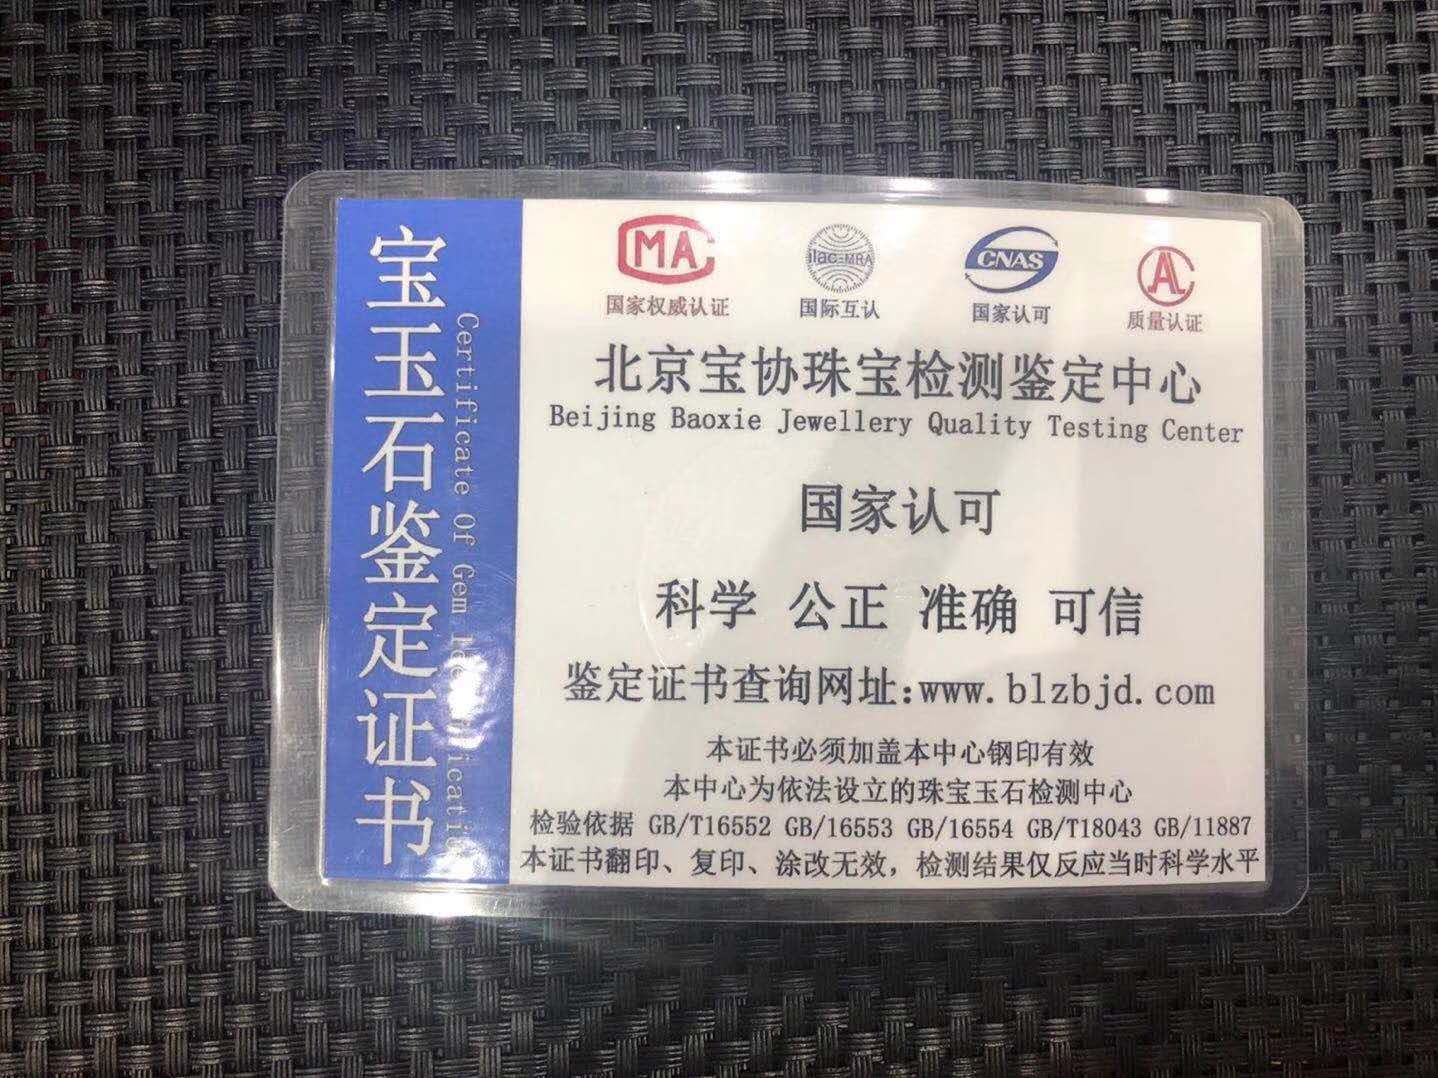 宝玉石鉴定证书
Certificate Of Gem Identification
CMA
ilac-MRA
CNAS
CAL
国家权威认证
国际互认
国家认可
质量认证
北京宝协珠宝检测鉴定中心
Beijing Baoxie Jewellery Quality Testing Center
国家认可
科学 公正 准确 可信
鉴定证书查询网址:www.blzbjd.com
本证书必须加盖本中心钢印有效
本中心为依法设立的珠宝玉石检测中心
检验依据 GB/T16552 GB/16553 GB/16554 GB/T18043 GB/11887
本证书翻印、复印、涂改无效，检测结果仅反应当时科学水平